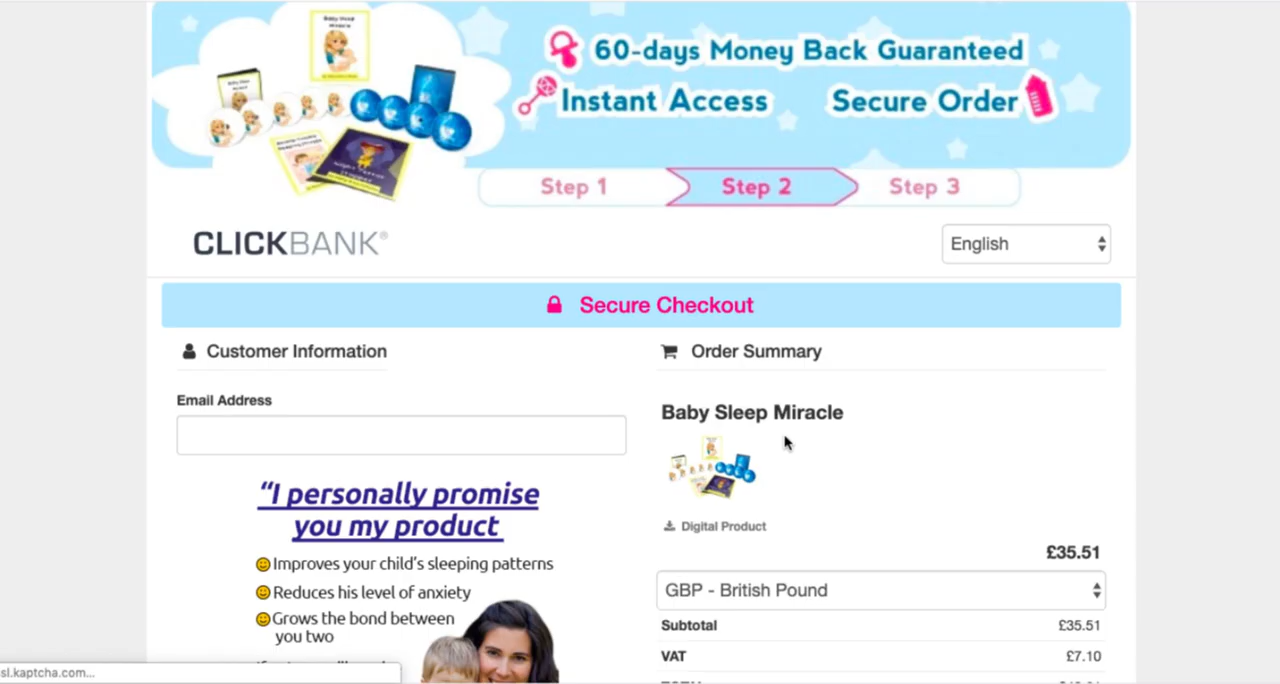 60-days Money Back Guaranteed
Instant Access
Secure Order
Step 1
Step 2
Step 3
CLICKBANK®
English
Secure Checkout
Customer Information
Order Summary
Email Address
Baby Sleep Miracle
"I personally promise
you my product
Digital Product
£35.51
Improves your child's sleeping patterns
Reduces his level of anxiety
Grows the bond between
you two
GBP - British Pound
Subtotal
£35.51
VAT
£7.10
sl.kaptcha.com...